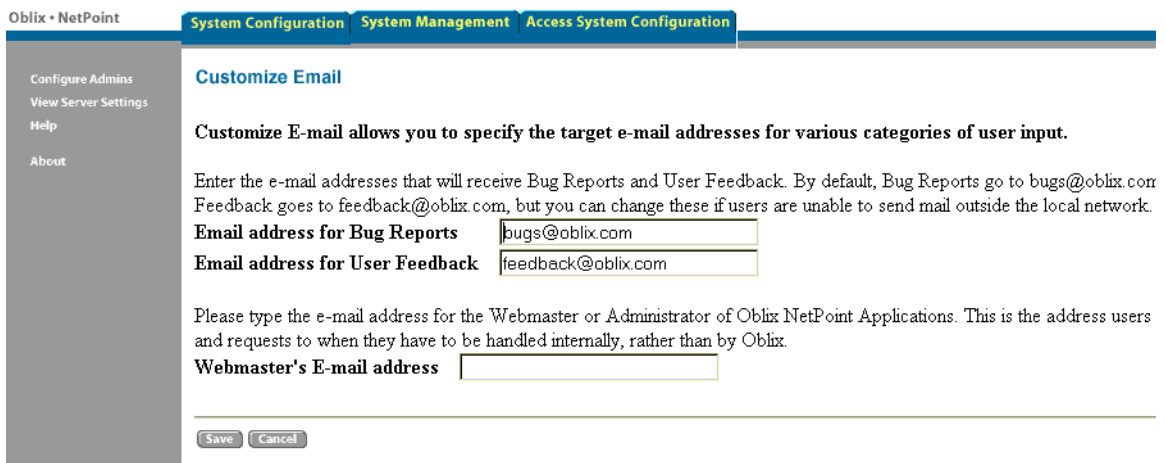 Oblix • NetPoint
System Configuration System Management Access System Configuration
Configure Admins
View Server Settings
Help
About
Customize Email
Customize E-mail allows you to specify the target e-mail addresses for various categories of user input.
Enter the e-mail addresses that will receive Bug Reports and User Feedback. By default, Bug Reports go to bugs@oblix.com
Feedback goes to feedback@oblix.com, but you can change these if users are unable to send mail outside the local network.
Email address for Bug Reports bugs@oblix.com
Email address for User Feedback feedback@oblix.com
Please type the e-mail address for the Webmaster or Administrator of Oblix NetPoint Applications. This is the address users
and requests to when they have to be handled internally, rather than by Oblix.
Webmaster's E-mail address
Save Cancel